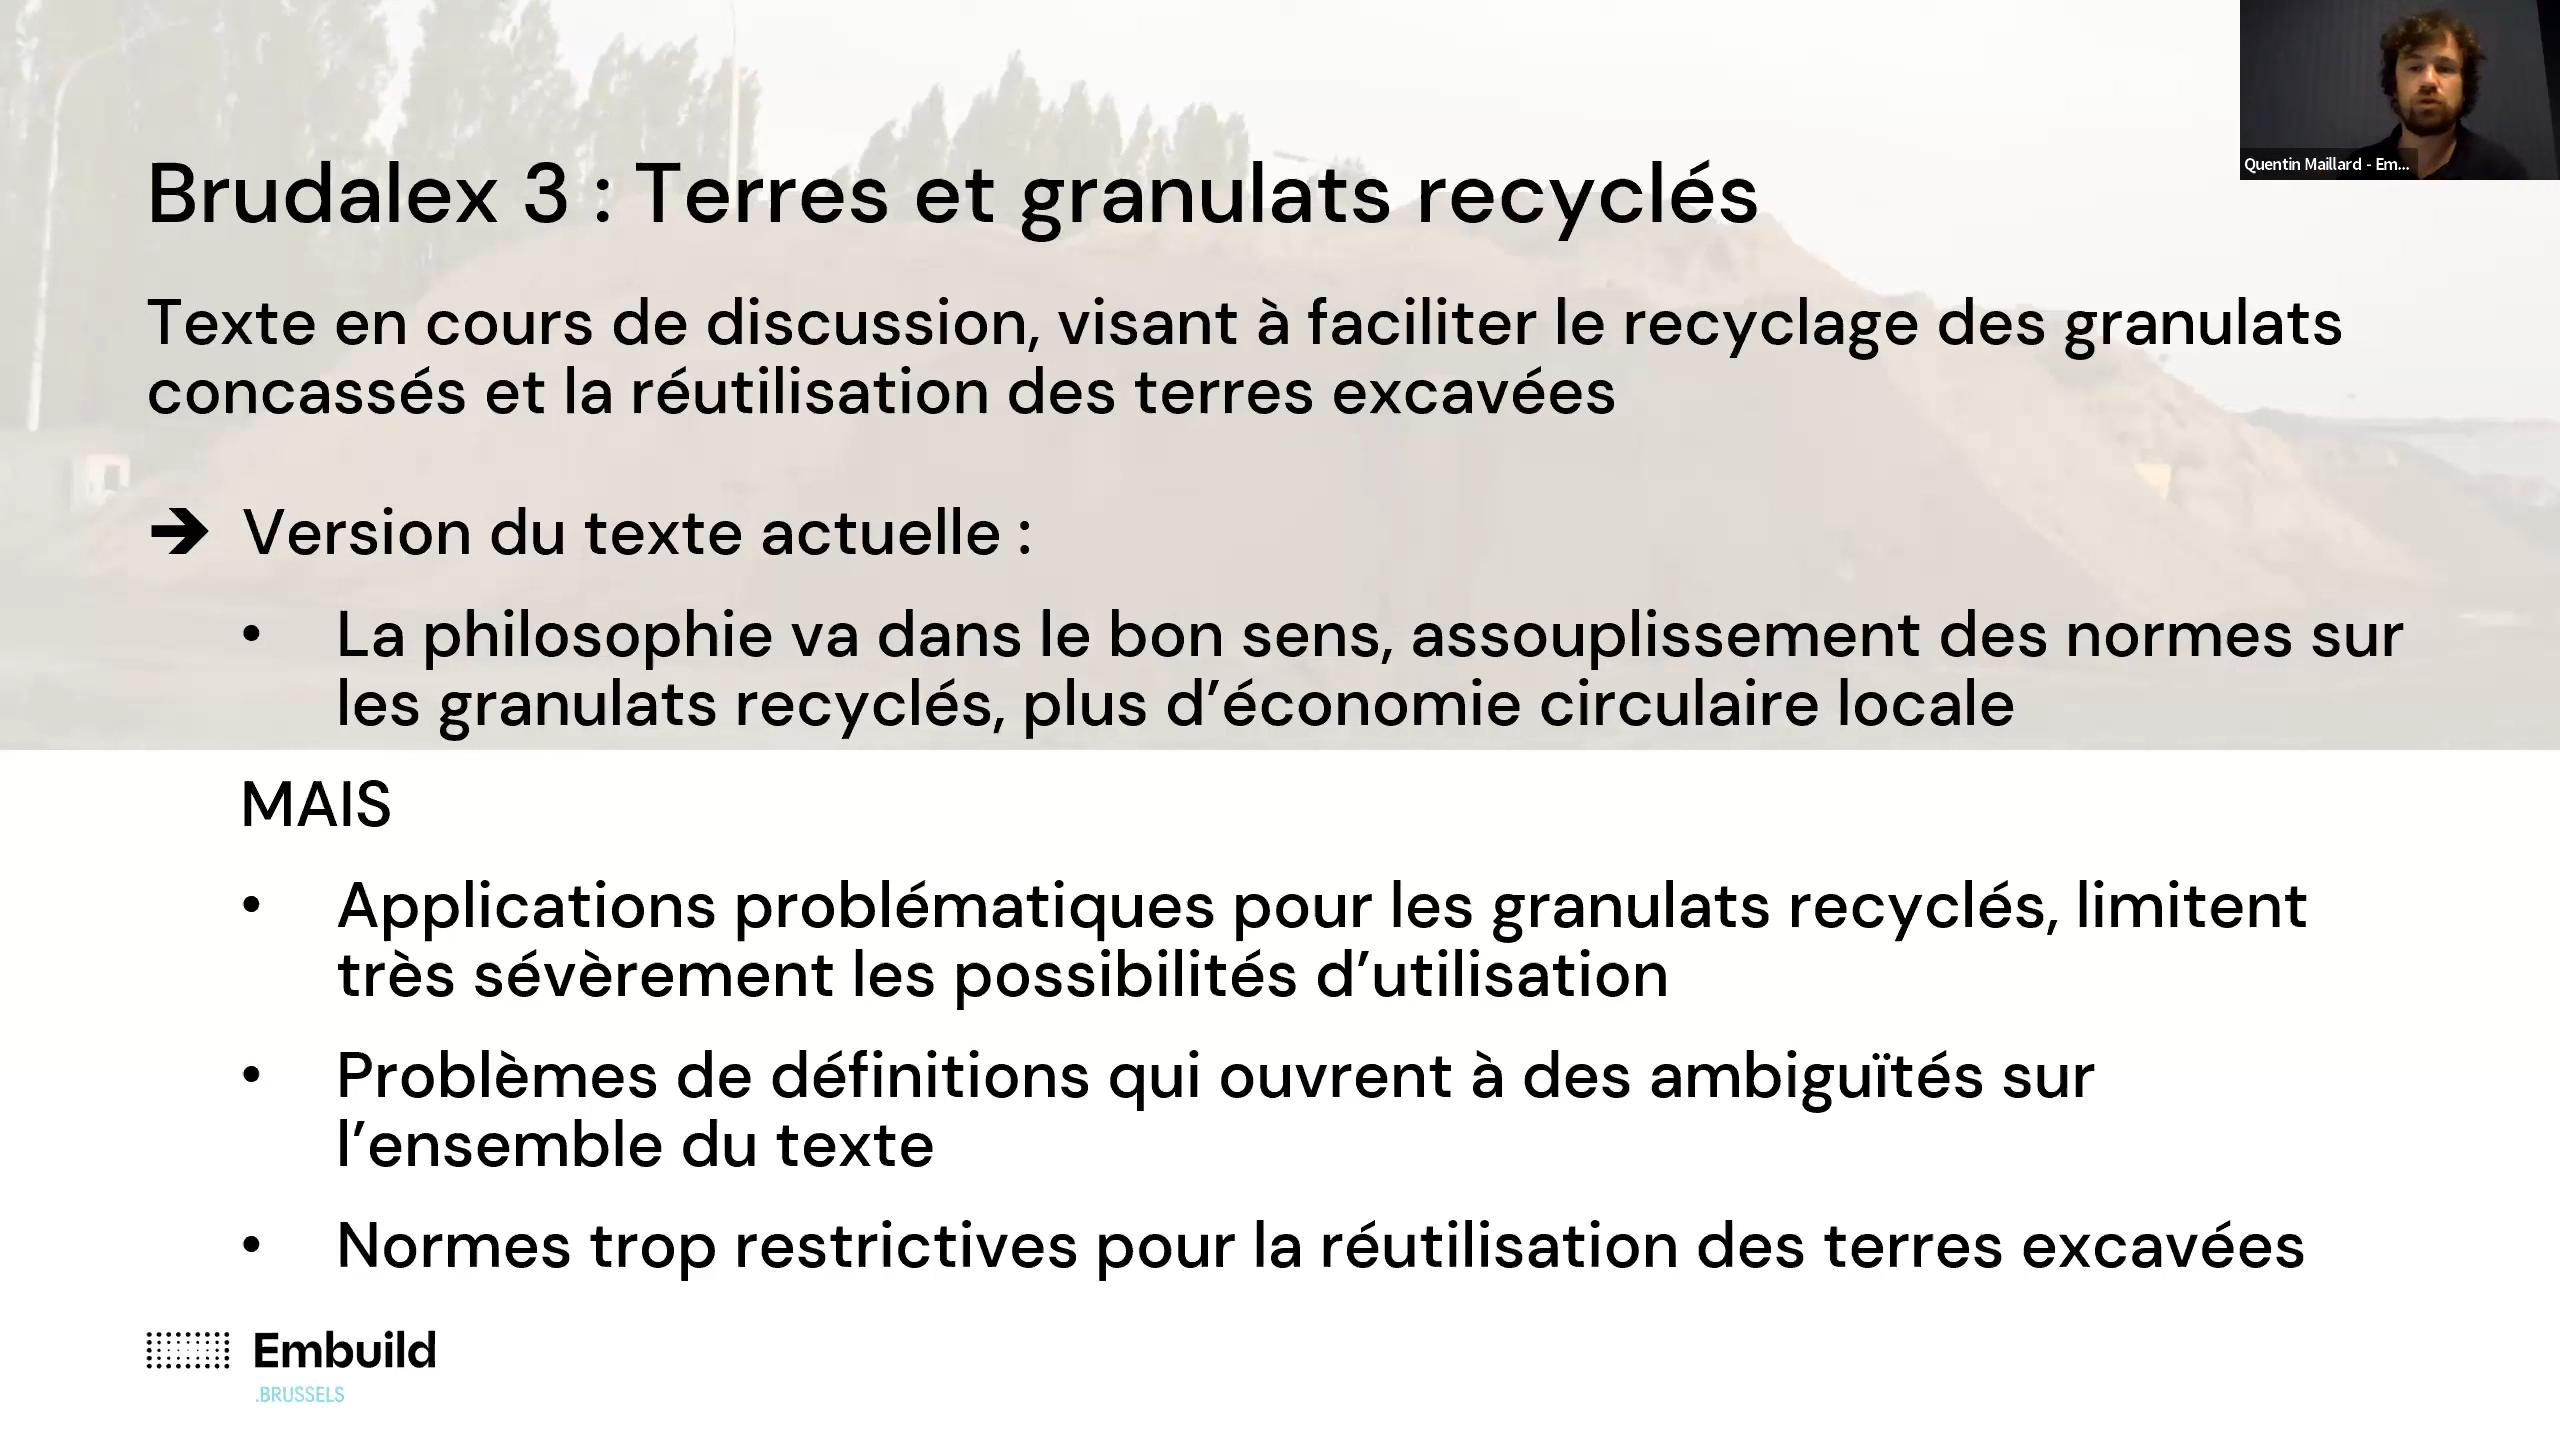 Quentin Maillard - Em...
Brudalex 3 : Terres et granulats recyclés
Texte en cours de discussion, visant à faciliter le recyclage des granulats
concassés et la réutilisation des terres excavées
➔ Version du texte actuelle :
• La philosophie va dans le bon sens, assouplissement des normes sur
les granulats recyclés, plus d’économie circulaire locale
MAIS
• Applications problématiques pour les granulats recyclés, limitent
très sévèrement les possibilités d’utilisation
• Problèmes de définitions qui ouvrent à des ambiguïtés sur
l’ensemble du texte
• Normes trop restrictives pour la réutilisation des terres excavées
Embuild
.BRUSSELS